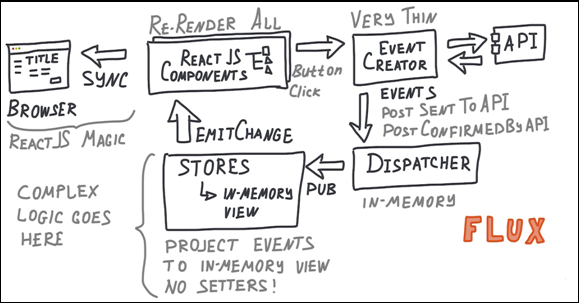 RE-RENDER ALL
VERY THIN
TITLE
REACT JS
COMPONENTS
EVENT
CREATOR
API
SYNC
BUTTON
CLICK
BROWSER
REACTJS MAGIC
EVENTS
POST SENT TO API
POST CONFIRMED BY API
EMITCHANGE
STORES
IN-MEMORY
VIEW
PUB
DISPATCHER
IN-MEMORY
COMPLEX
LOGIC GOES
HERE
PROJECT EVENTS
TO IN-MEMORY VIEW
NO SETTERS!
FLUX